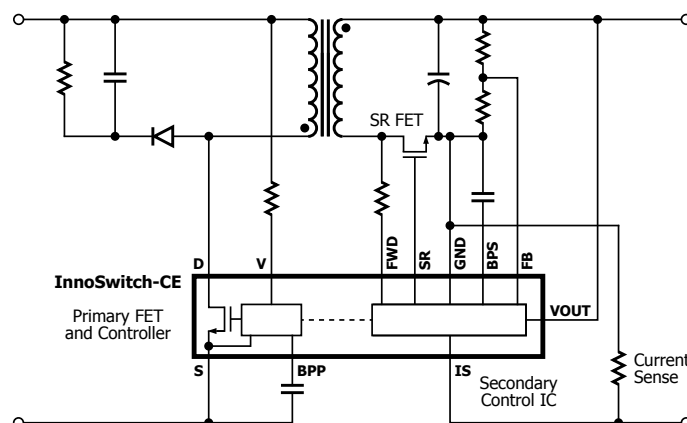 SR FET
D
V
FWD
SR
GND
BPS
FB
InnoSwitch-CE
Primary FET
and Controller
VOUT
S
BPP
IS
Secondary
Control IC
Current
Sense